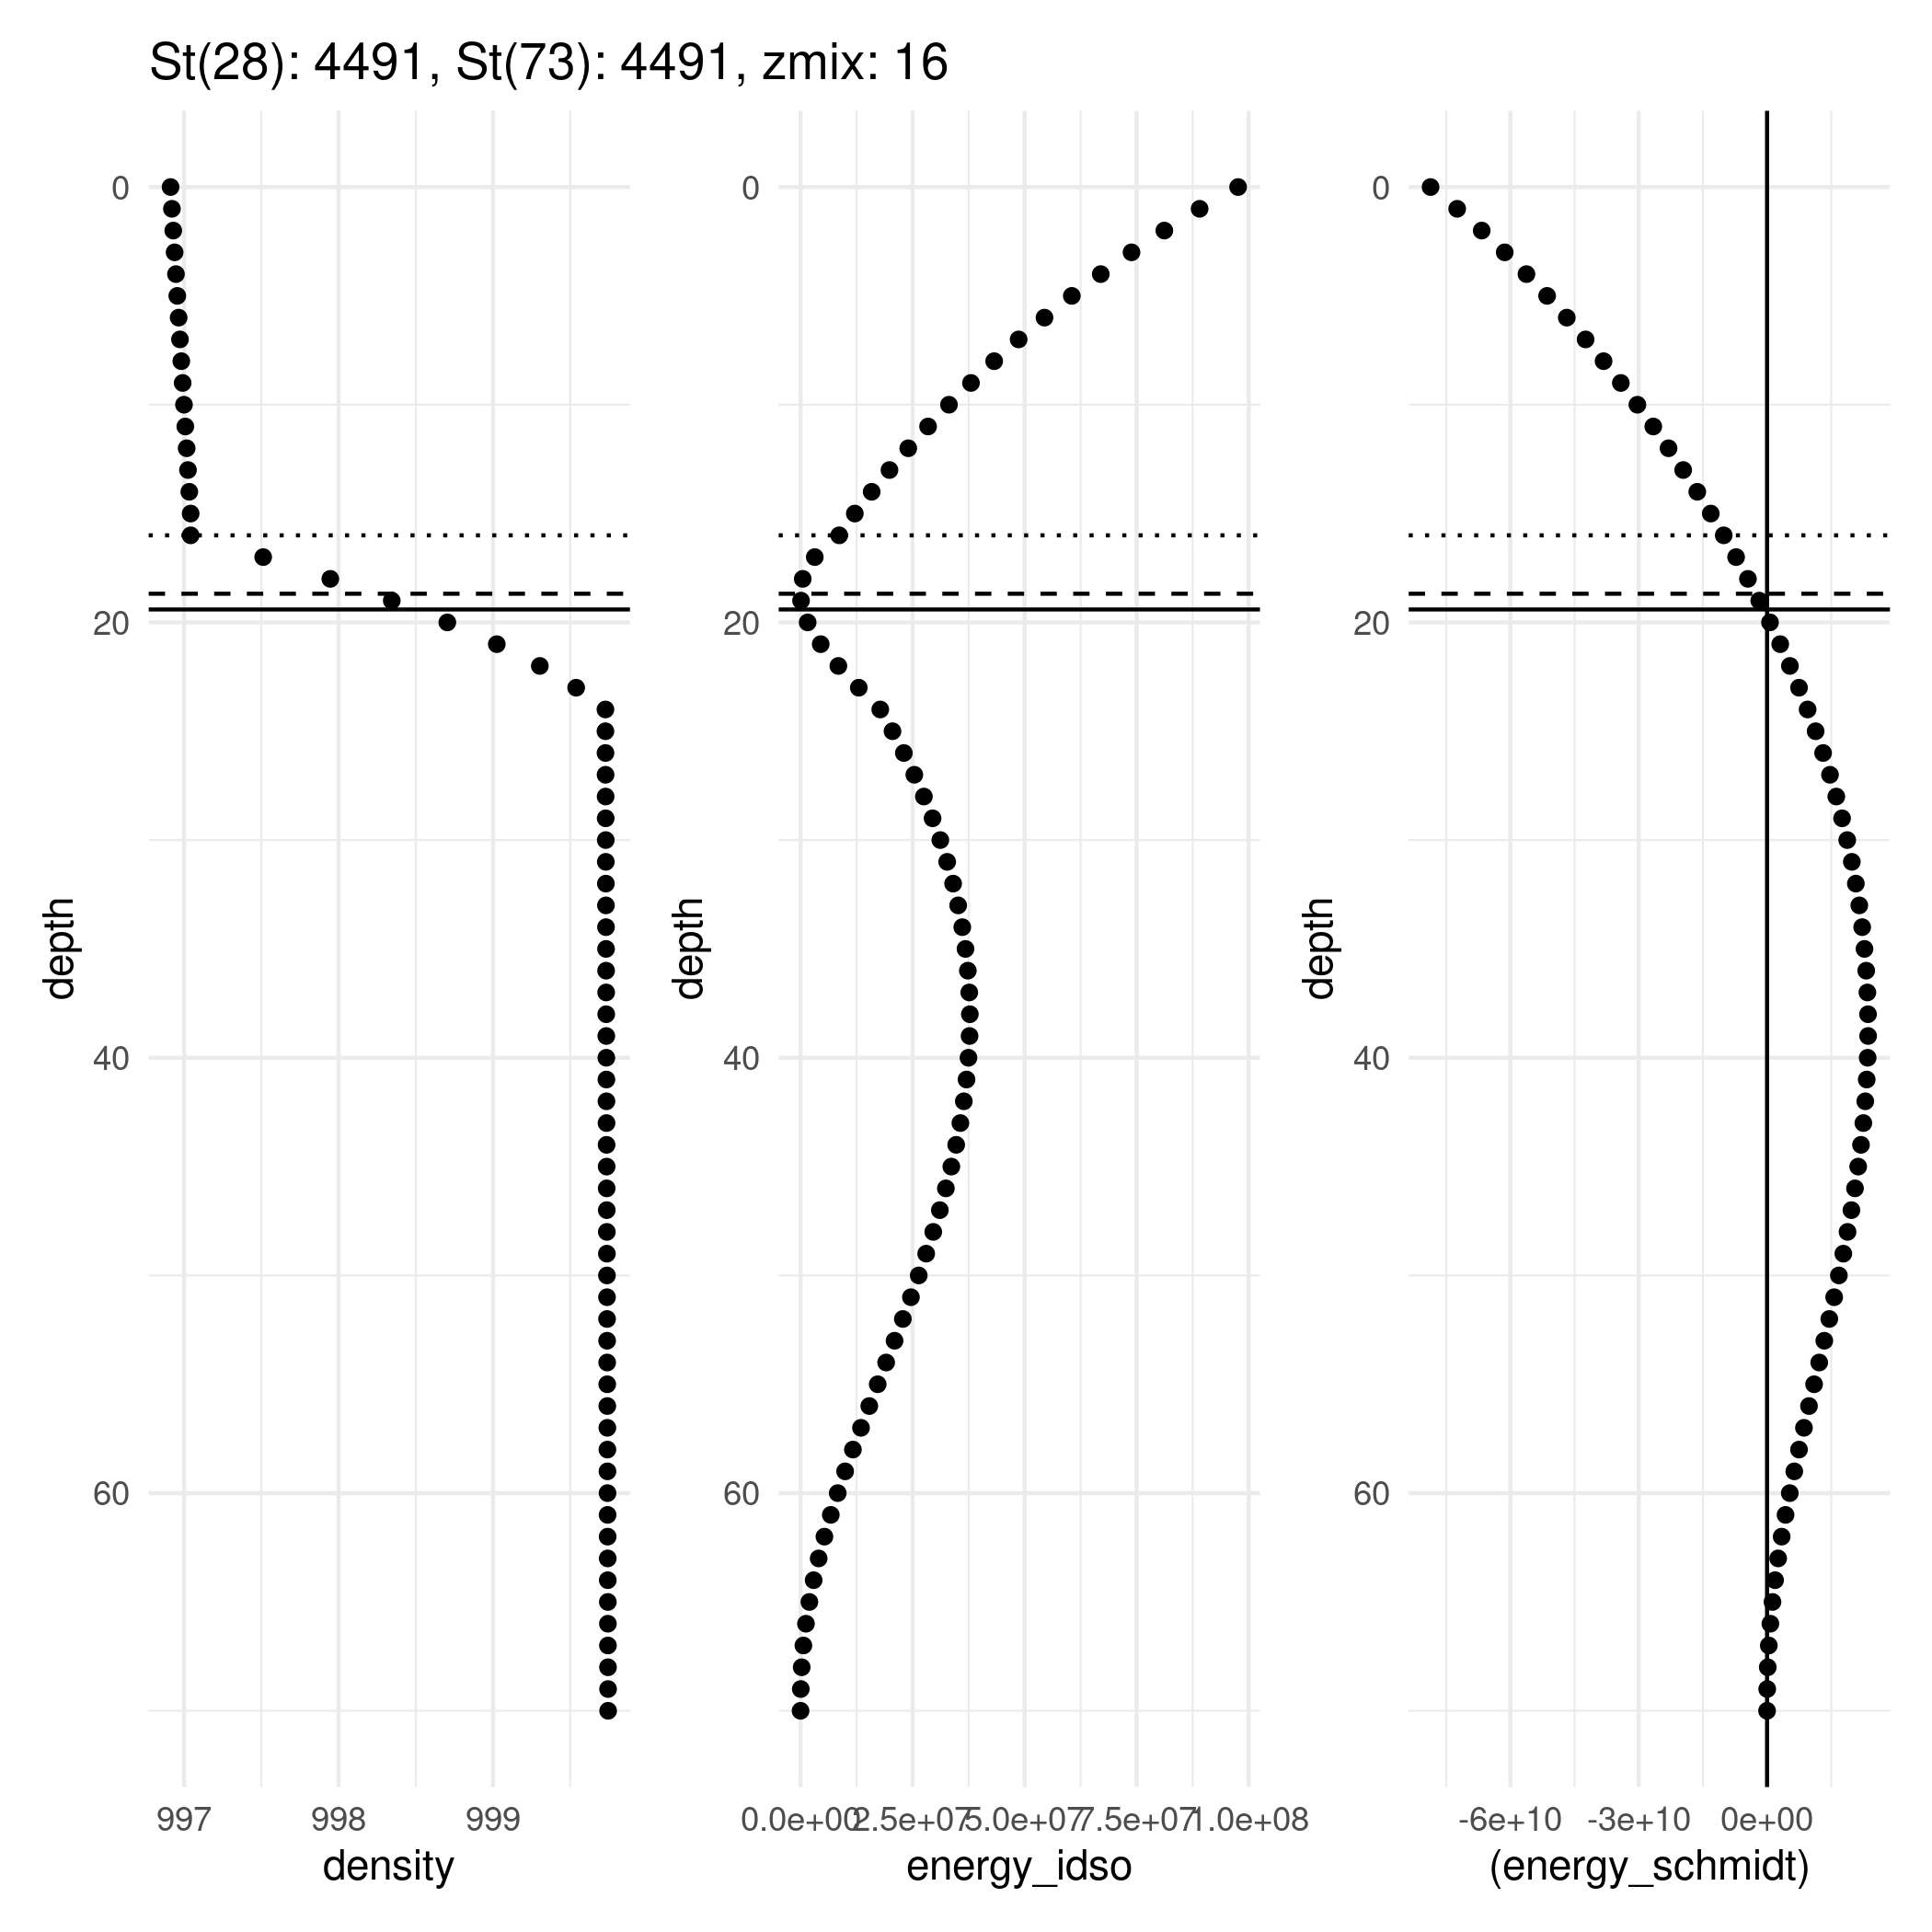 St(28): 4491, St(73): 4491, zmix: 16
0
20
40
60
depth
997 998 999
density
0
20
40
60
depth
0.0e+00 2.5e+07 5.0e+07 7.5e+07 1.0e+08
energy_idso
0
20
40
60
depth
-6e+10 -3e+10 0e+00
(energy_schmidt)